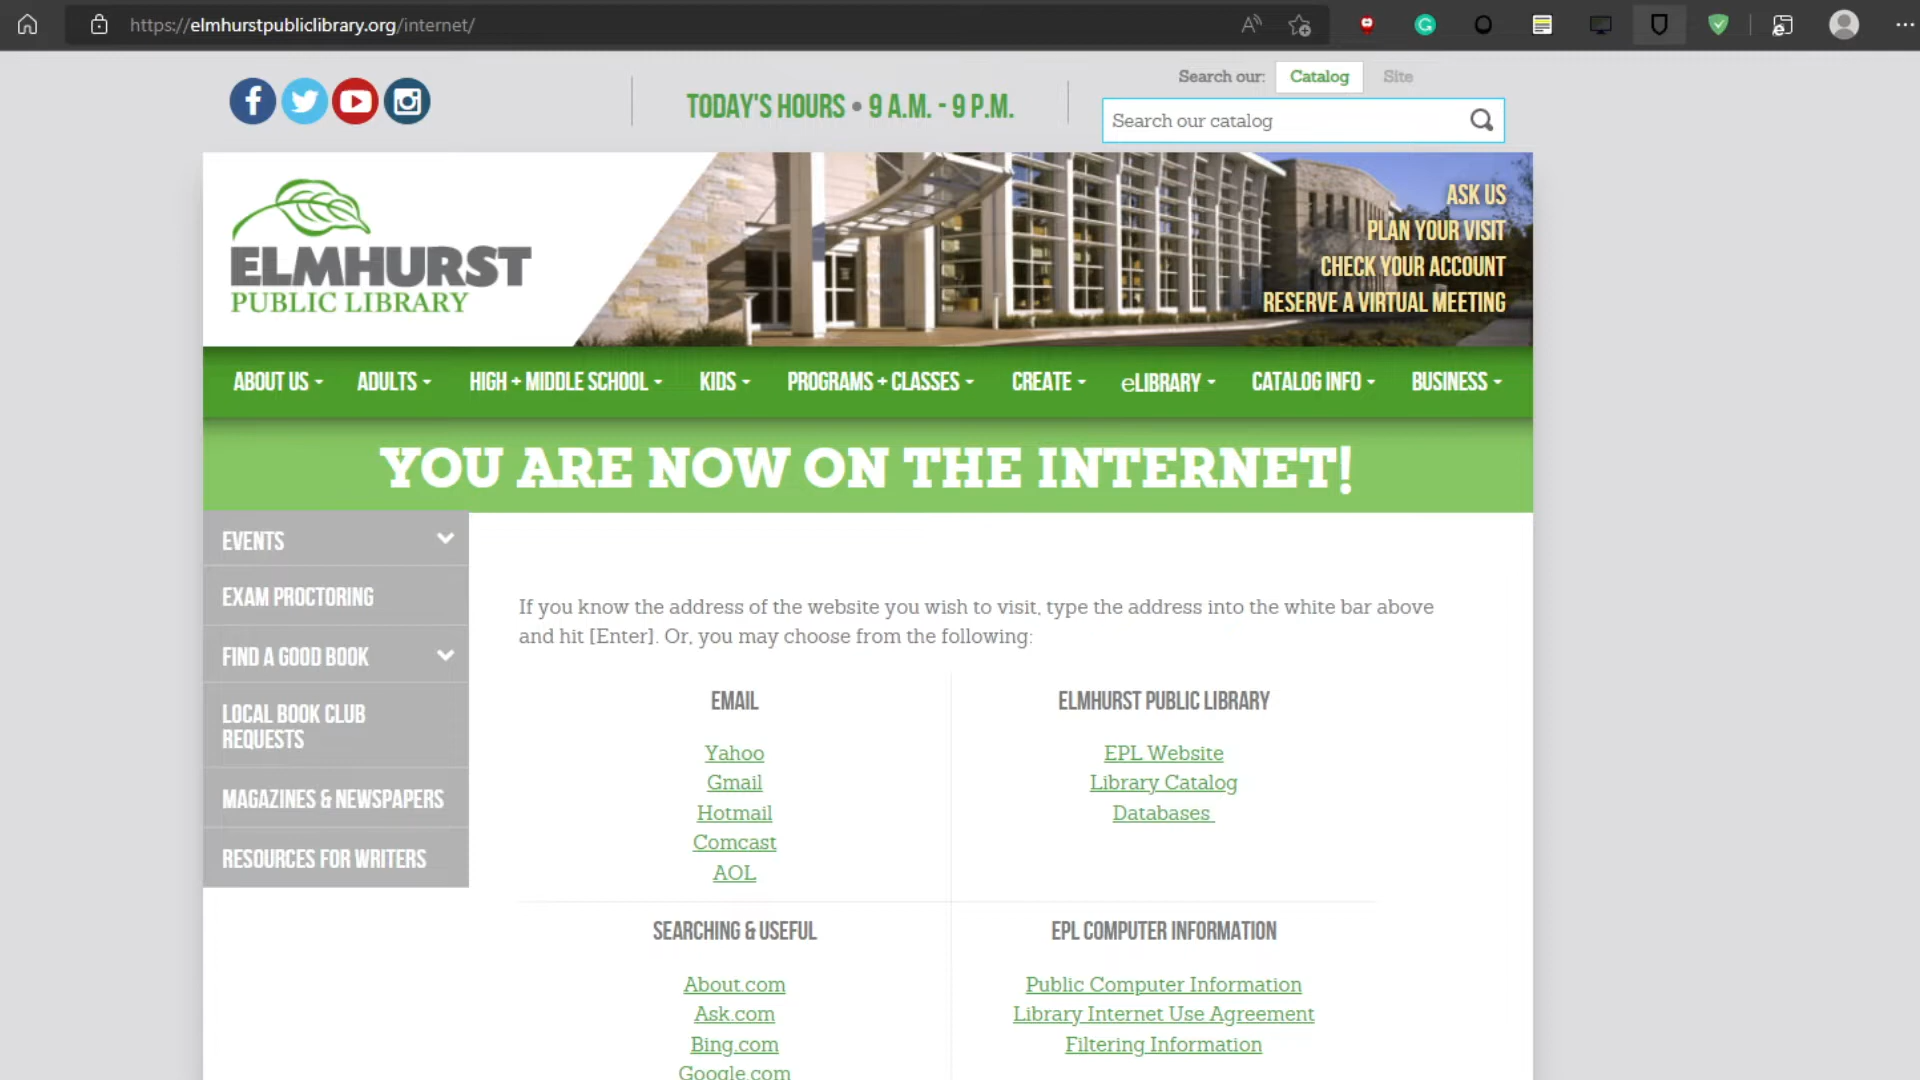 https://elmhurstpubliclibrary.org/internet/
Search our: Catalog Site
TODAY'S HOURS • 9 A.M. - 9 P.M.
Search our catalog
ELMHURST
PUBLIC LIBRARY
ASK US
PLAN YOUR VISIT
CHECK YOUR ACCOUNT
RESERVE A VIRTUAL MEETING
ABOUT US ADULTS HIGH + MIDDLE SCHOOL KIDS PROGRAMS + CLASSES CREATE eLIBRARY CATALOG INFO BUSINESS
YOU ARE NOW ON THE INTERNET!
EVENTS
EXAM PROCTORING
FIND A GOOD BOOK
LOCAL BOOK CLUB
REQUESTS
MAGAZINES & NEWSPAPERS
RESOURCES FOR WRITERS
If you know the address of the website you wish to visit, type the address into the white bar above
and hit [Enter]. Or, you may choose from the following:
EMAIL
Yahoo
Gmail
Hotmail
Comcast
AOL
ELMHURST PUBLIC LIBRARY
EPL Website
Library Catalog
Databases
SEARCHING & USEFUL
About.com
Ask.com
Bing.com
Google.com
EPL COMPUTER INFORMATION
Public Computer Information
Library Internet Use Agreement
Filtering Information